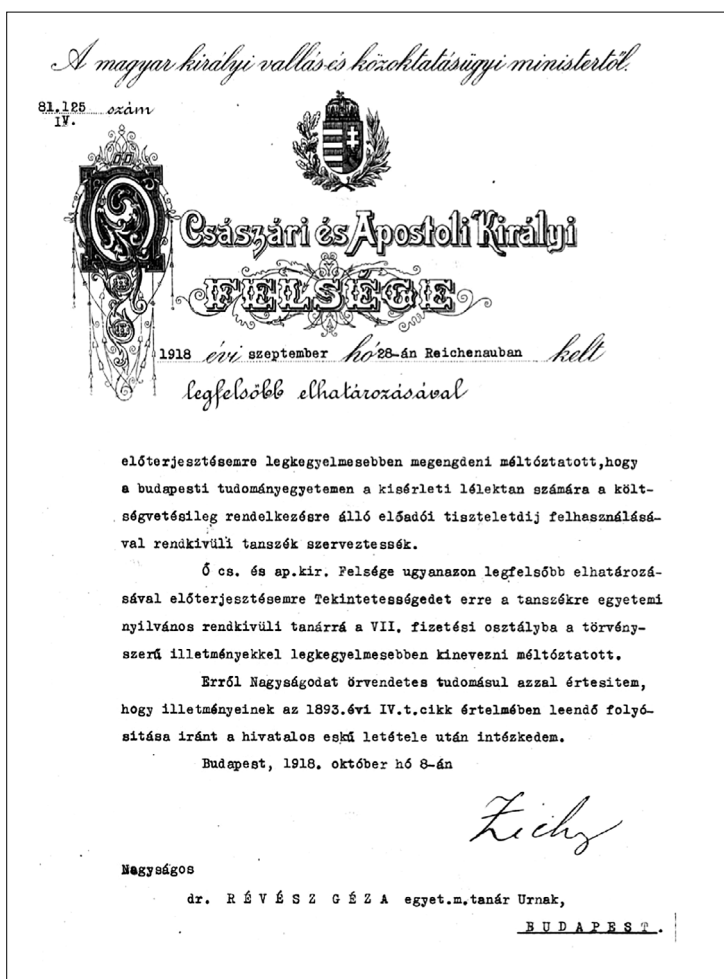 A magyar királyi vallás-és közoktatásügyi ministertől.
81.125 szám
IV.
Ő Császári és Apostoli Királyi
FELSÉGE
1918 évi szeptember hó 28-án Reichenauban kelt
legfelsőbb elhatározásával
előterjesztésemre legkegyelmesebben megengdeni méltóztatott,hogy
a budapesti tudományegyetemen a kisérleti lélektan számára a költ-
ségvetésileg rendelkezésre álló előadói tiszteletdij felhasználásá-
val rendkivüli tanszék szerveztessék.
Ő cs. és ap.kir. Felsége ugyanazon legfelsőbb elhatározá-
sával előterjesztésemre Tekintetességedet erre a tanszékre egyetemi
nyilvános rendkivüli tanárrá a VII. fizetési osztályba a törvény-
szerű illetményekkel legkegyelmesebben kinevezni méltóztatott.
Erről Nagyságodat örvendetes tudomásul azzal értesitem,
hogy illetményeinek az 1893.évi IV.t.cikk értelmében leendő folyó-
sitása iránt a hivatalos eskü letétele után intézkedem.
Budapest, 1918. október hó 8-án
Zichy
Nagyságos
dr. RÉVÉSZ GÉZA egyet.m.tanár Urnak,
BUDAPEST.